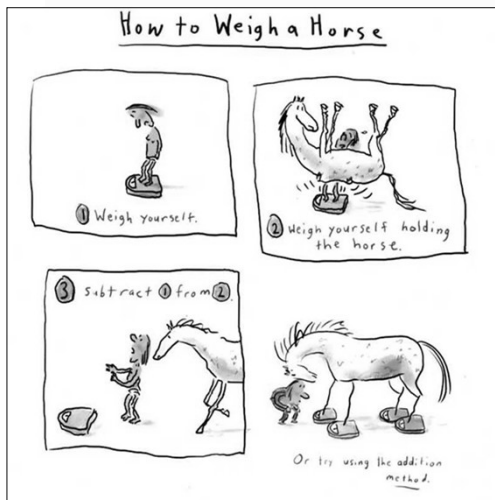 How to Weigh a Horse
① Weigh yourself.
② Weigh yourself holding
the horse.
③ Subtract ① from ②.
Or try using the addition
method.